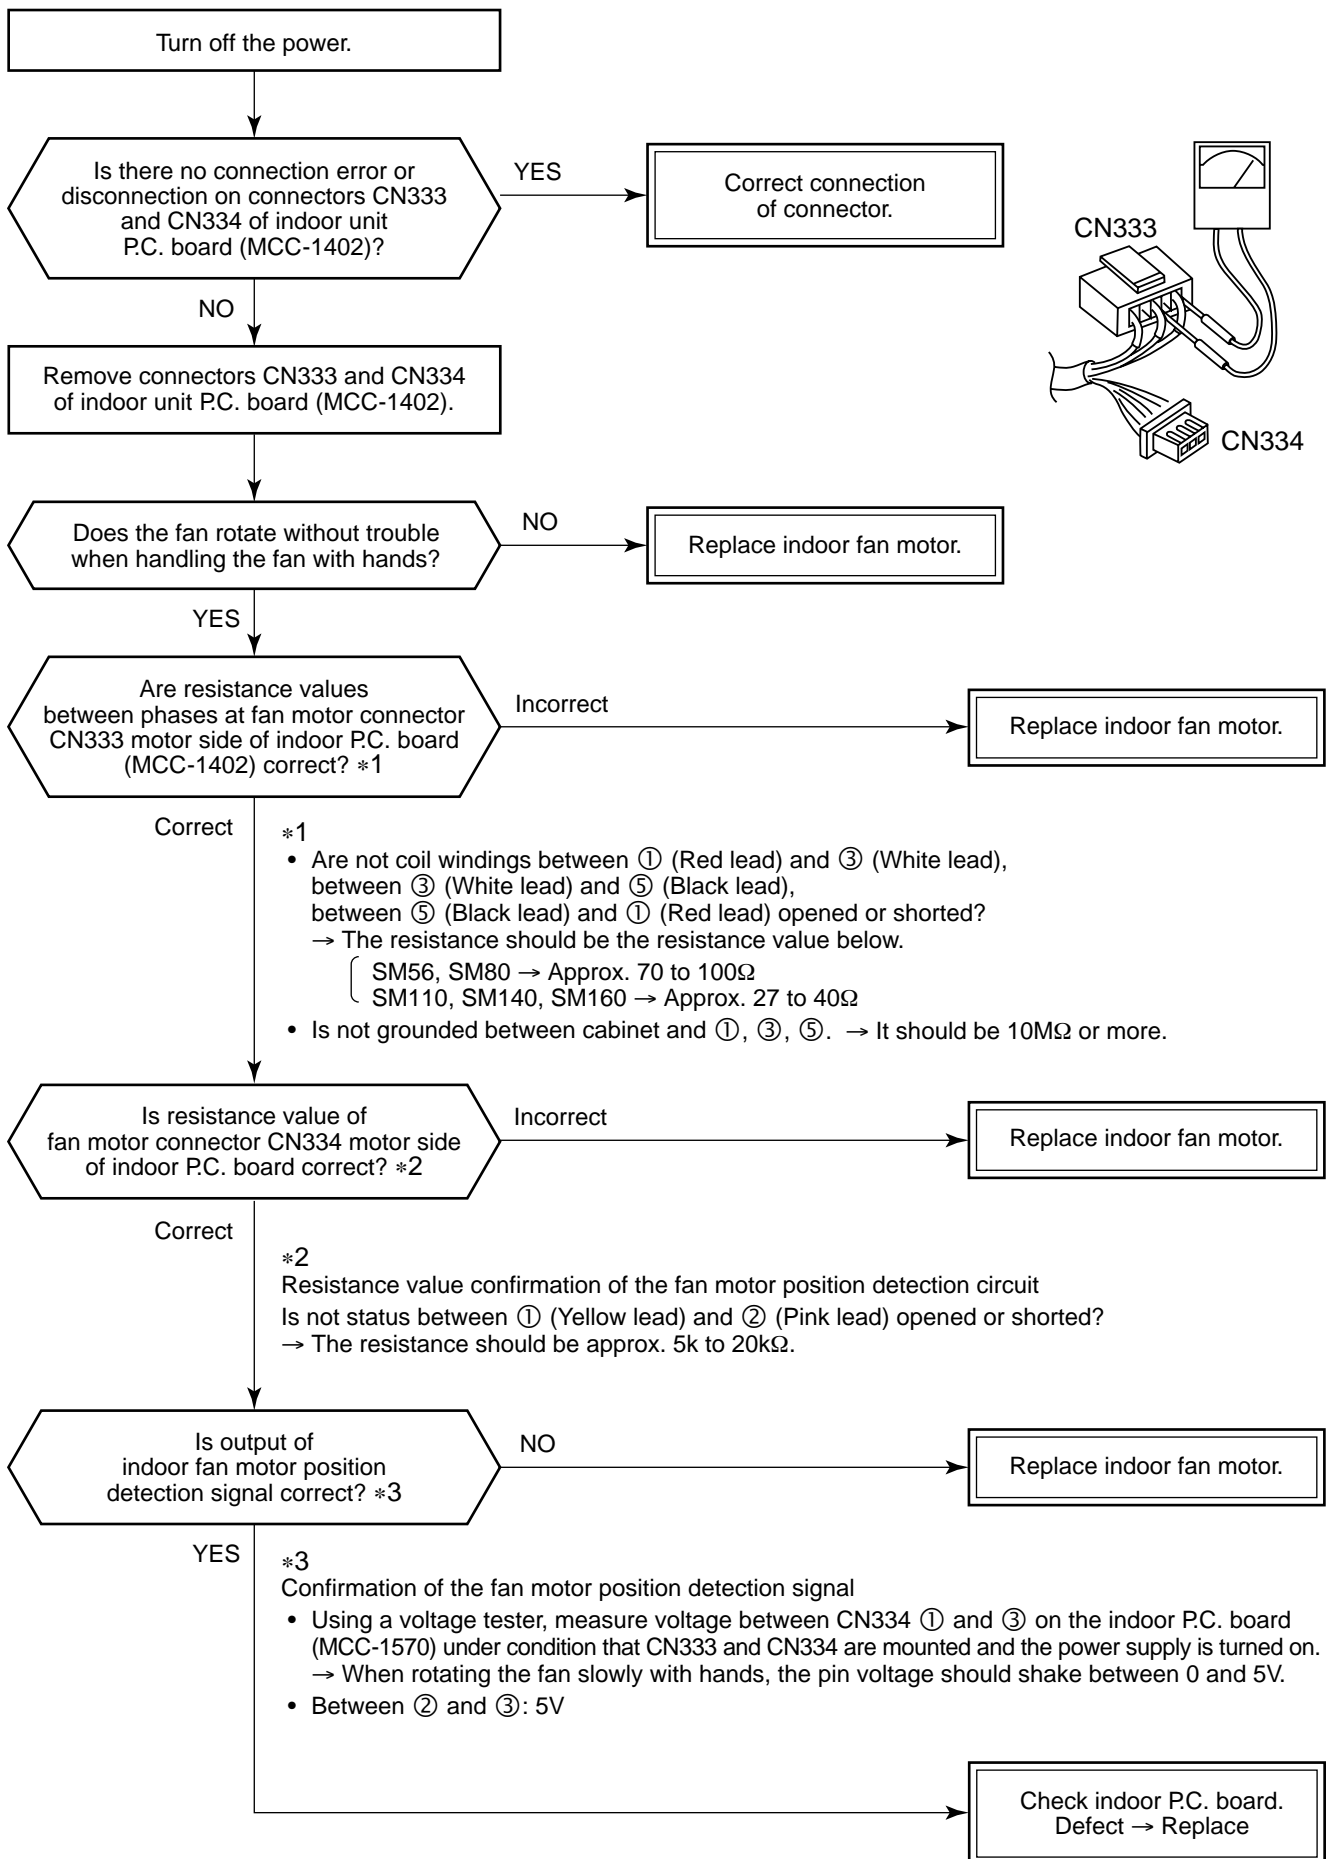 Turn off the power.
Is there no connection error or
disconnection on connectors CN333
and CN334 of indoor unit
P.C. board (MCC-1402)?
YES
Correct connection
of connector.
CN333
CN334
NO
Remove connectors CN333 and CN334
of indoor unit P.C. board (MCC-1402).
Does the fan rotate without trouble
when handling the fan with hands?
NO
Replace indoor fan motor.
YES
Are resistance values
between phases at fan motor connector
CN333 motor side of indoor P.C. board
(MCC-1402) correct? *1
Incorrect
Replace indoor fan motor.
Correct
*1
• Are not coil windings between ① (Red lead) and ③ (White lead),
between ③ (White lead) and ⑤ (Black lead),
between ⑤ (Black lead) and ① (Red lead) opened or shorted?
→ The resistance should be the resistance value below.
SM56, SM80 → Approx. 70 to 100Ω
SM110, SM140, SM160 → Approx. 27 to 40Ω
• Is not grounded between cabinet and ①, ③, ⑤. → It should be 10MΩ or more.
Is resistance value of
fan motor connector CN334 motor side
of indoor P.C. board correct? *2
Incorrect
Replace indoor fan motor.
Correct
*2
Resistance value confirmation of the fan motor position detection circuit
Is not status between ① (Yellow lead) and ② (Pink lead) opened or shorted?
→ The resistance should be approx. 5k to 20kΩ.
Is output of
indoor fan motor position
detection signal correct? *3
NO
Replace indoor fan motor.
YES
*3
Confirmation of the fan motor position detection signal
• Using a voltage tester, measure voltage between CN334 ① and ③ on the indoor P.C. board
(MCC-1570) under condition that CN333 and CN334 are mounted and the power supply is turned on.
→ When rotating the fan slowly with hands, the pin voltage should shake between 0 and 5V.
• Between ② and ③: 5V
Check indoor P.C. board.
Defect → Replace